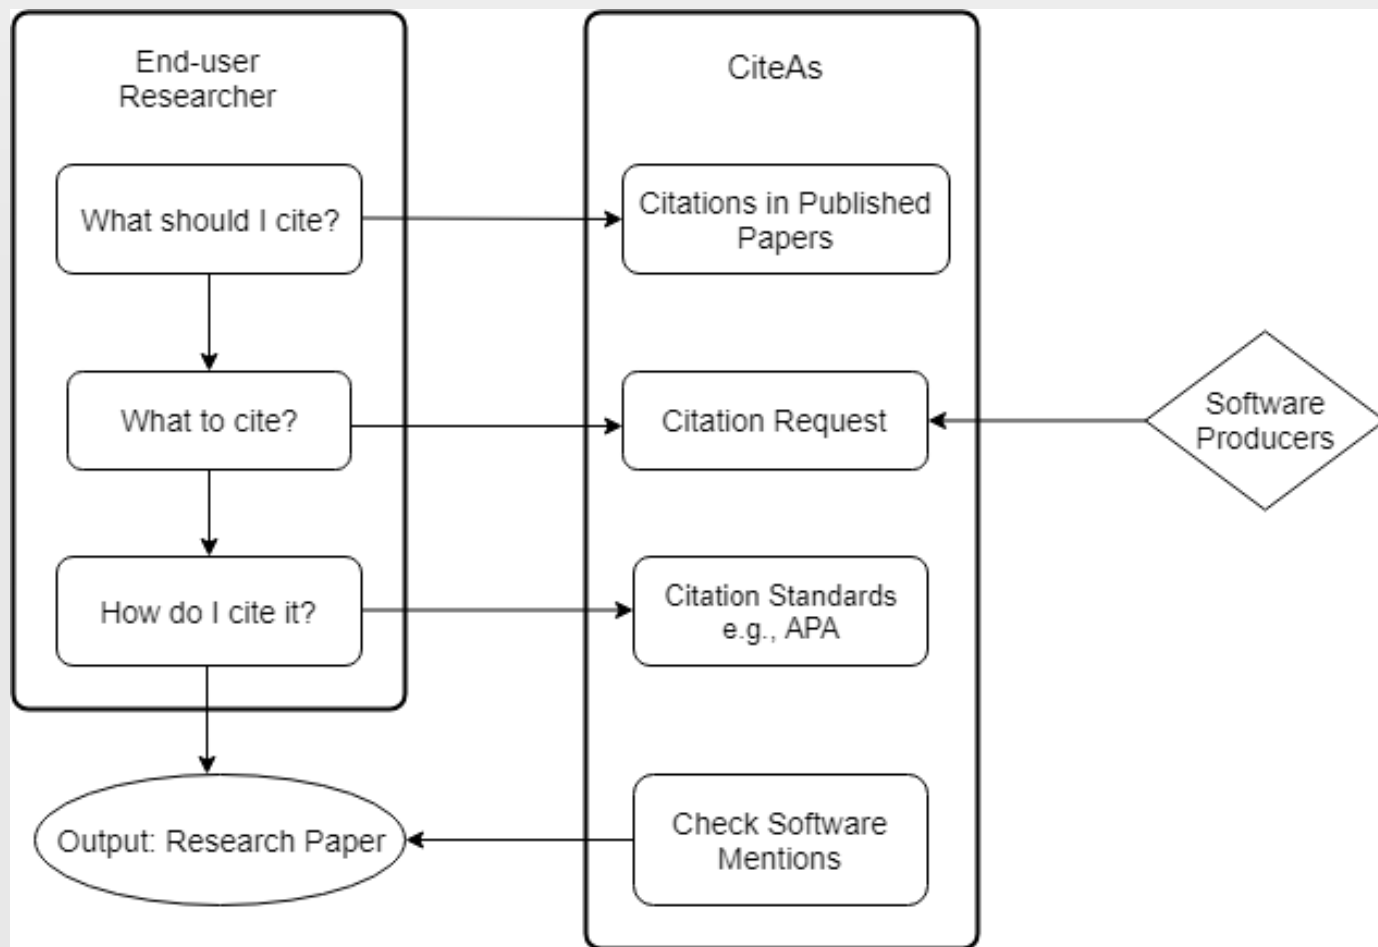 End-user
Researcher
CiteAs
What should I cite?
Citations in Published
Papers
What to cite?
Citation Request
Software
Producers
How do I cite it?
Citation Standards
e.g., APA
Output: Research Paper
Check Software
Mentions